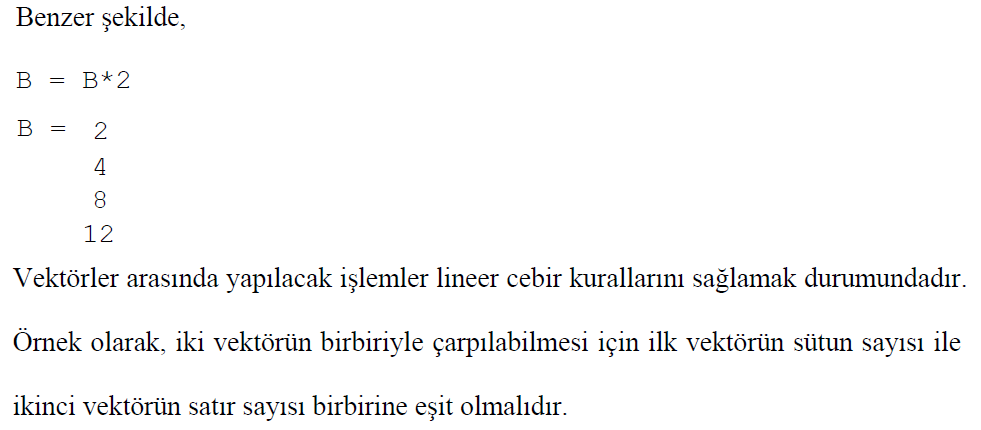 Benzer şekilde,
B = B*2
B = 2
4
8
12
Vektörler arasında yapılacak işlemler lineer cebir kurallarını sağlamak durumundadır.
Örnek olarak, iki vektörün birbiriyle çarpılabilmesi için ilk vektörün sütun sayısı ile
ikinci vektörün satır sayısı birbirine eşit olmalıdır.